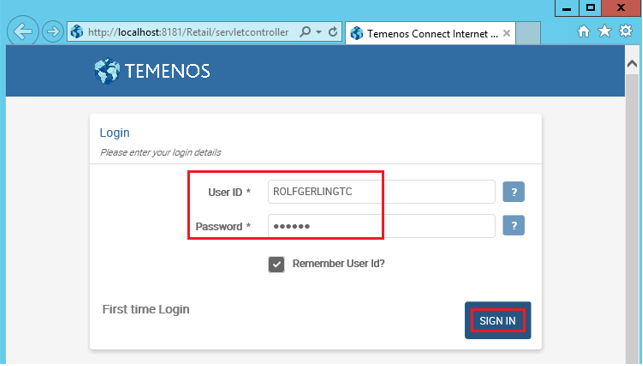 http://localhost:8181/Retail/servletcontroller
Temenos Connect Internet ...
TEMENOS
Login
Please enter your login details
User ID *
ROLFGERLINGTC
?
Password *
••••••
?
Remember User Id?
First time Login
SIGN IN